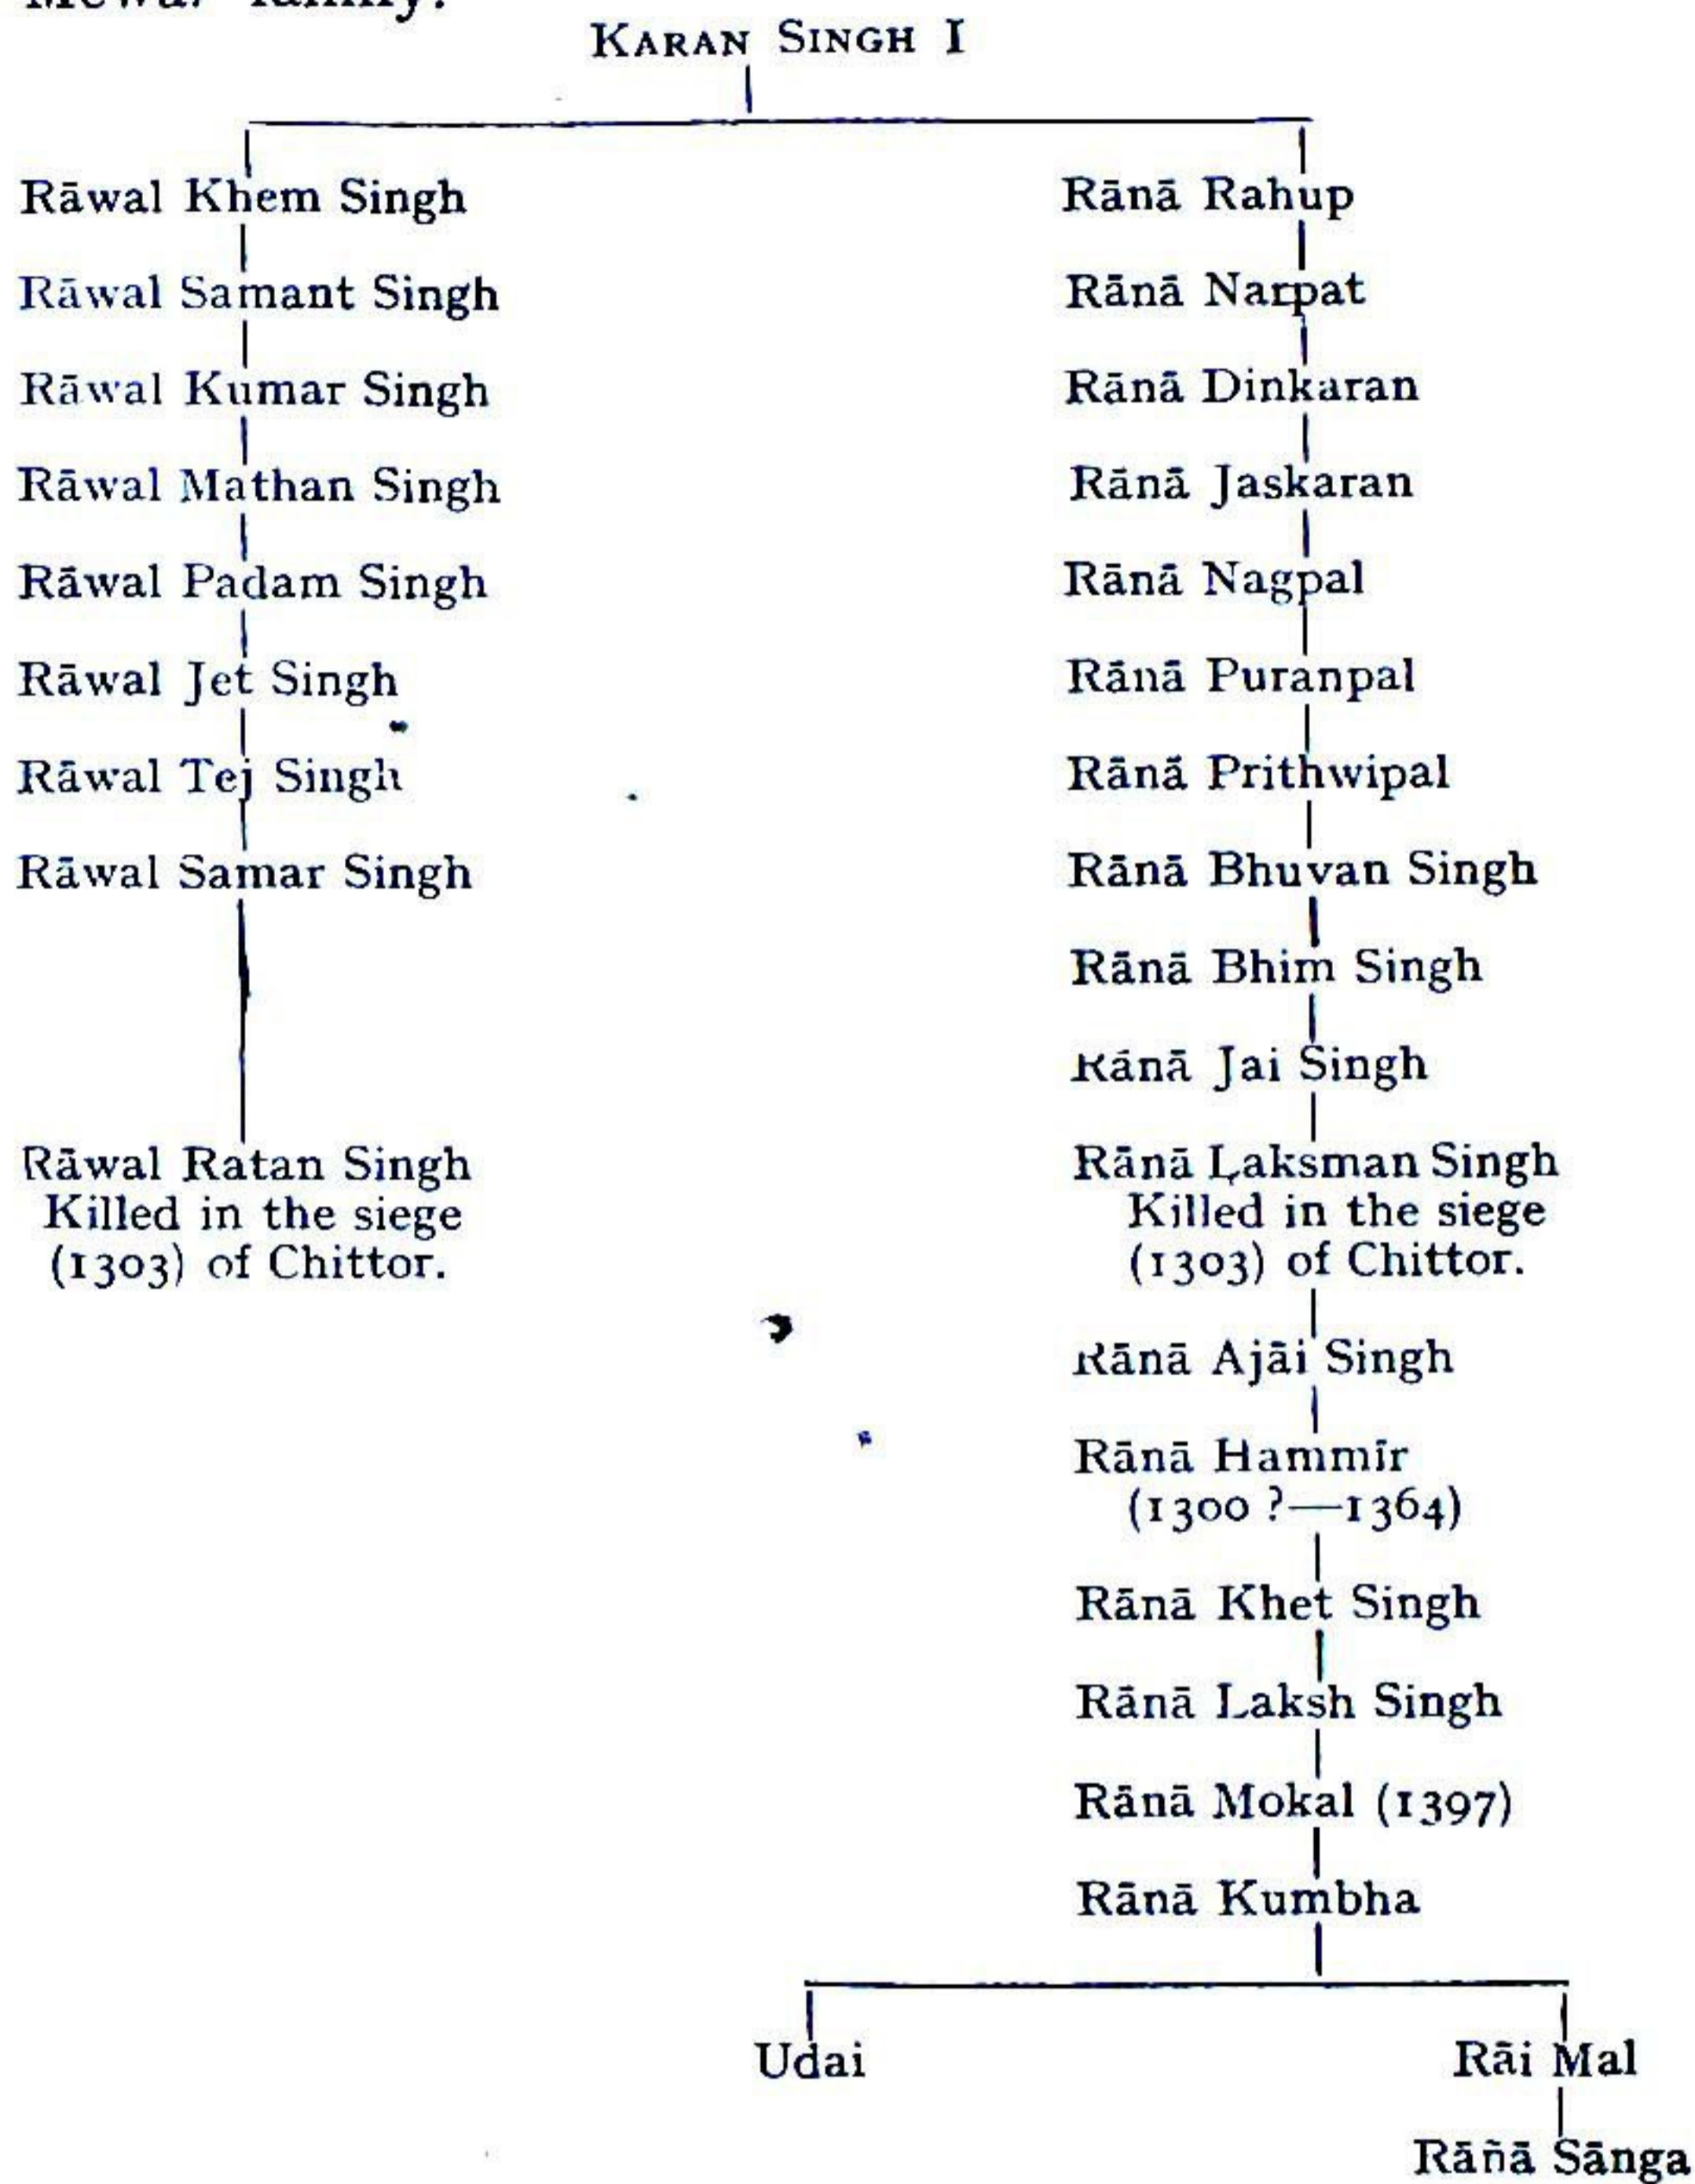 family.
KARAN SINGH I
Rāwal Khem Singh
Rāwal Samant Singh
Rāwal Kumar Singh
Rāwal Mathan Singh
Rāwal Padam Singh
Rāwal Jet Singh
Rāwal Tej Singh
Rāwal Samar Singh
Rāwal Ratan Singh
Killed in the siege
(1303) of Chittor.
Rānā Rahup
Rānā Narpat
Rānā Dinkaran
Rānā Jaskaran
Rānā Nagpal
Rānā Puranpal
Rānā Prithwipal
Rānā Bhuvan Singh
Rānā Bhim Singh
Rānā Jai Singh
Rānā Laksman Singh
Killed in the siege
(1303) of Chittor.
Rānā Ajāi Singh
Rānā Hammīr
(1300 ?—1364)
Rānā Khet Singh
Rānā Laksh Singh
Rānā Mokal (1397)
Rānā Kumbha
Udai
Rāi Mal
Rāñā Sānga